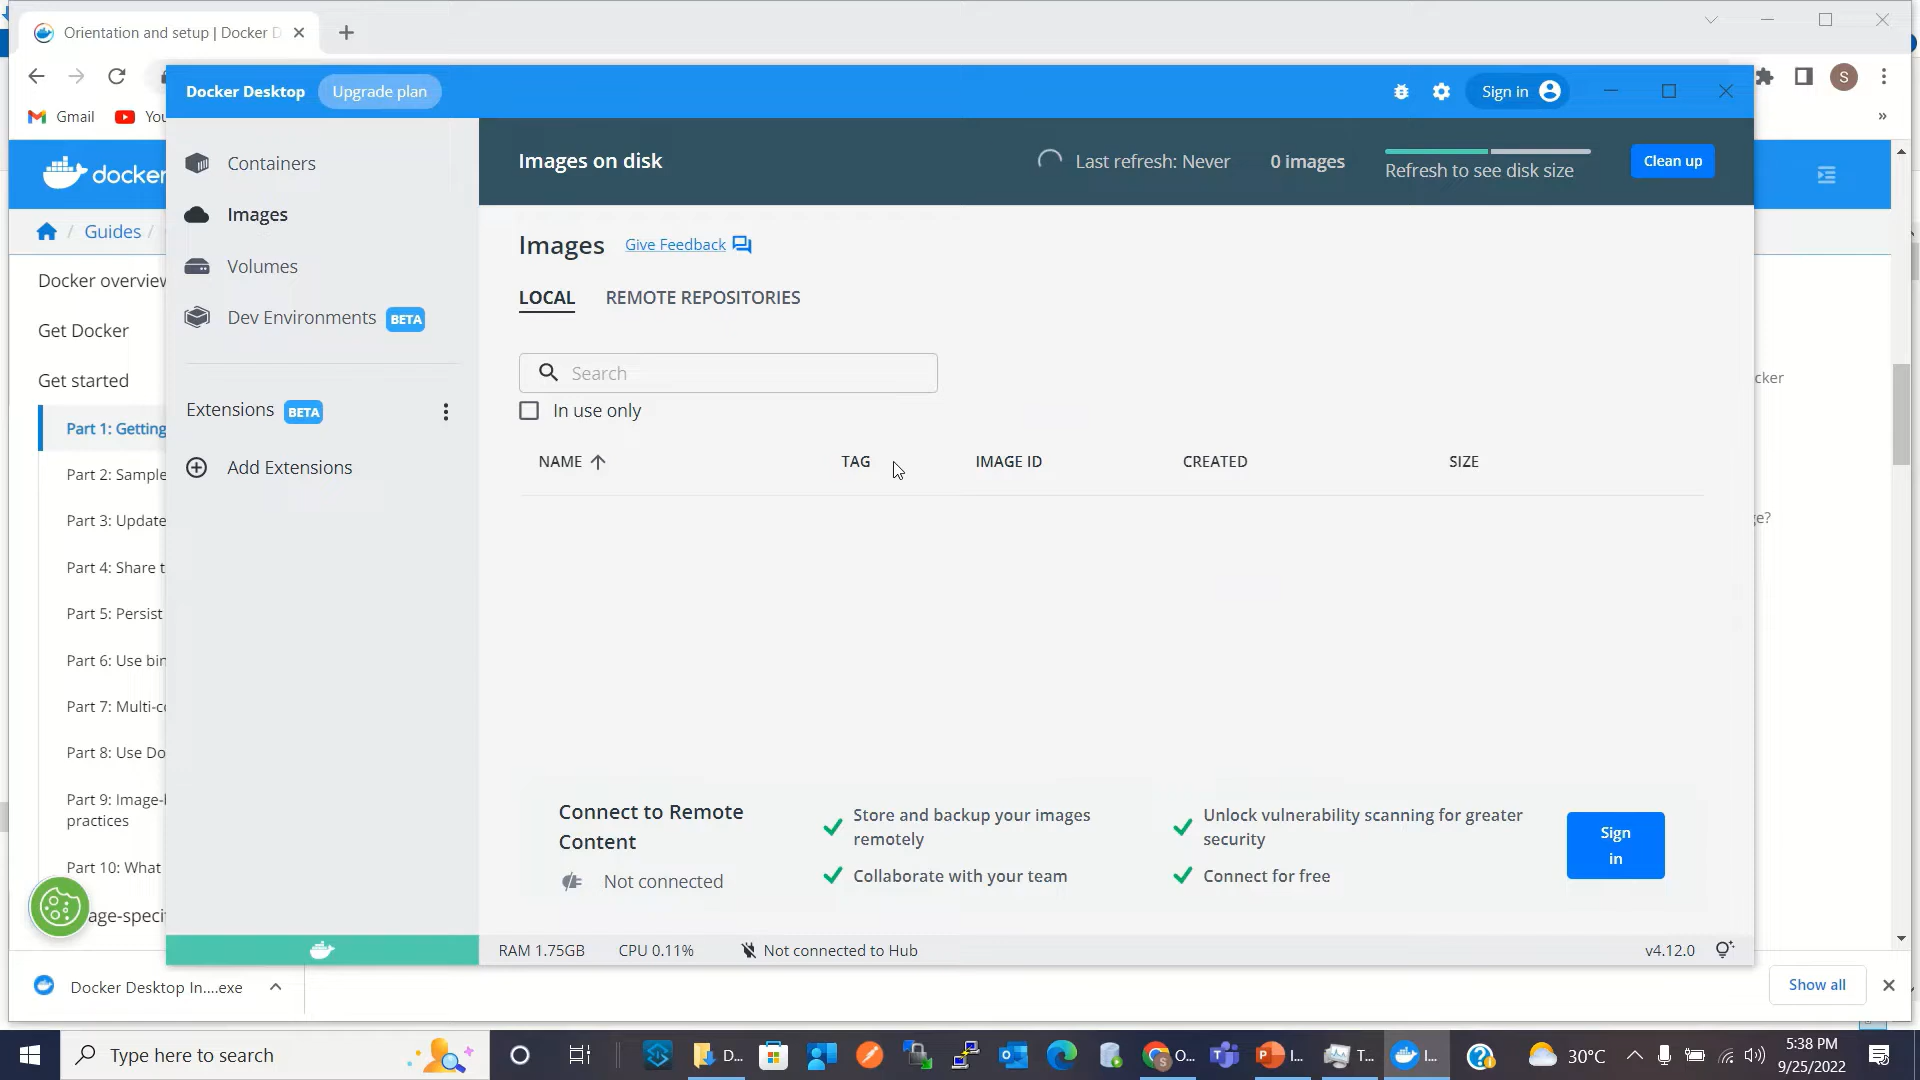 Orientation and setup | Docker D
Gmail
You
»
S
docker
Guides /
Docker overview
Get Docker
Get started
Part 1: Getting
Part 2: Sample
Part 3: Update
Part 4: Share t
Part 5: Persist
Part 6: Use bin
Part 7: Multi-co
Part 8: Use Do
Part 9: Image-
practices
Part 10: What
age-speci
Docker Desktop
Upgrade plan
Sign in
Containers
Images
Volumes
Dev Environments BETA
Extensions BETA
Add Extensions
Images on disk
Last refresh: Never
0 images
Refresh to see disk size
Clean up
Images
Give Feedback
LOCAL
REMOTE REPOSITORIES
Search
In use only
NAME
TAG
IMAGE ID
CREATED
SIZE
Connect to Remote
Content
Not connected
Store and backup your images
remotely
Collaborate with your team
Unlock vulnerability scanning for greater
security
Connect for free
Sign
in
RAM 1.75GB
CPU 0.11%
Not connected to Hub
v4.12.0
cker
ge?
Docker Desktop In....exe
Show all
Type here to search
D...
O...
I...
T...
I...
30°C
5:38 PM
9/25/2022